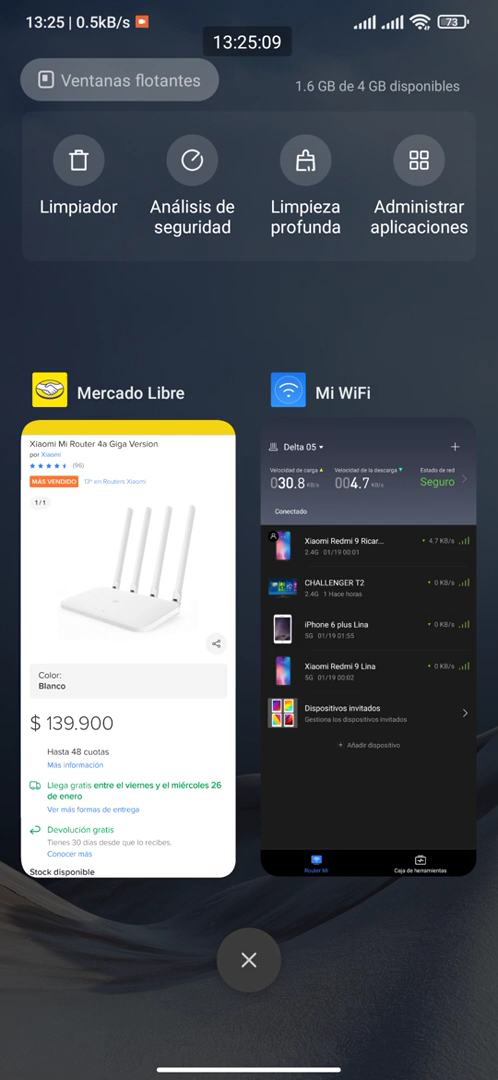 13:25 | 0.5kB/s
73
13:25:09
Ventanas flotantes
1.6 GB de 4 GB disponibles
Limpiador
Análisis de
seguridad
Limpieza
profunda
Administrar
aplicaciones
Mercado Libre
Xiaomi Mi Router 4a Giga Version
por Xiaomi
(96)
MÁS VENDIDO 13º en Routers Xiaomi
1/1
Color:
Blanco
$ 139.900
Hasta 48 cuotas
Más información
Llega gratis entre el viernes y el miércoles 26
de enero
Ver más formas de entrega
Devolución gratis
Tienes 30 días desde que lo recibes.
Conocer más
Stock disponible
Mi WiFi
Delta 05
Velocidad de carga
030.8 KB/s
Velocidad de la descarga
004.7 KB/s
Estado de red
Seguro
Conectado
Xiaomi Redmi 9 Ricar...
4.7 KB/s
2.4G 01/19 00:01
CHALLENGER T2
0 KB/s
2.4G 1 Hace horas
iPhone 6 plus Lina
0 KB/s
5G 01/19 01:55
Xiaomi Redmi 9 Lina
0 KB/s
5G 01/19 00:02
Dispositivos invitados
Gestiona los dispositivos invitados
+ Añadir dispositivo
Router Mi
Caja de herramientas